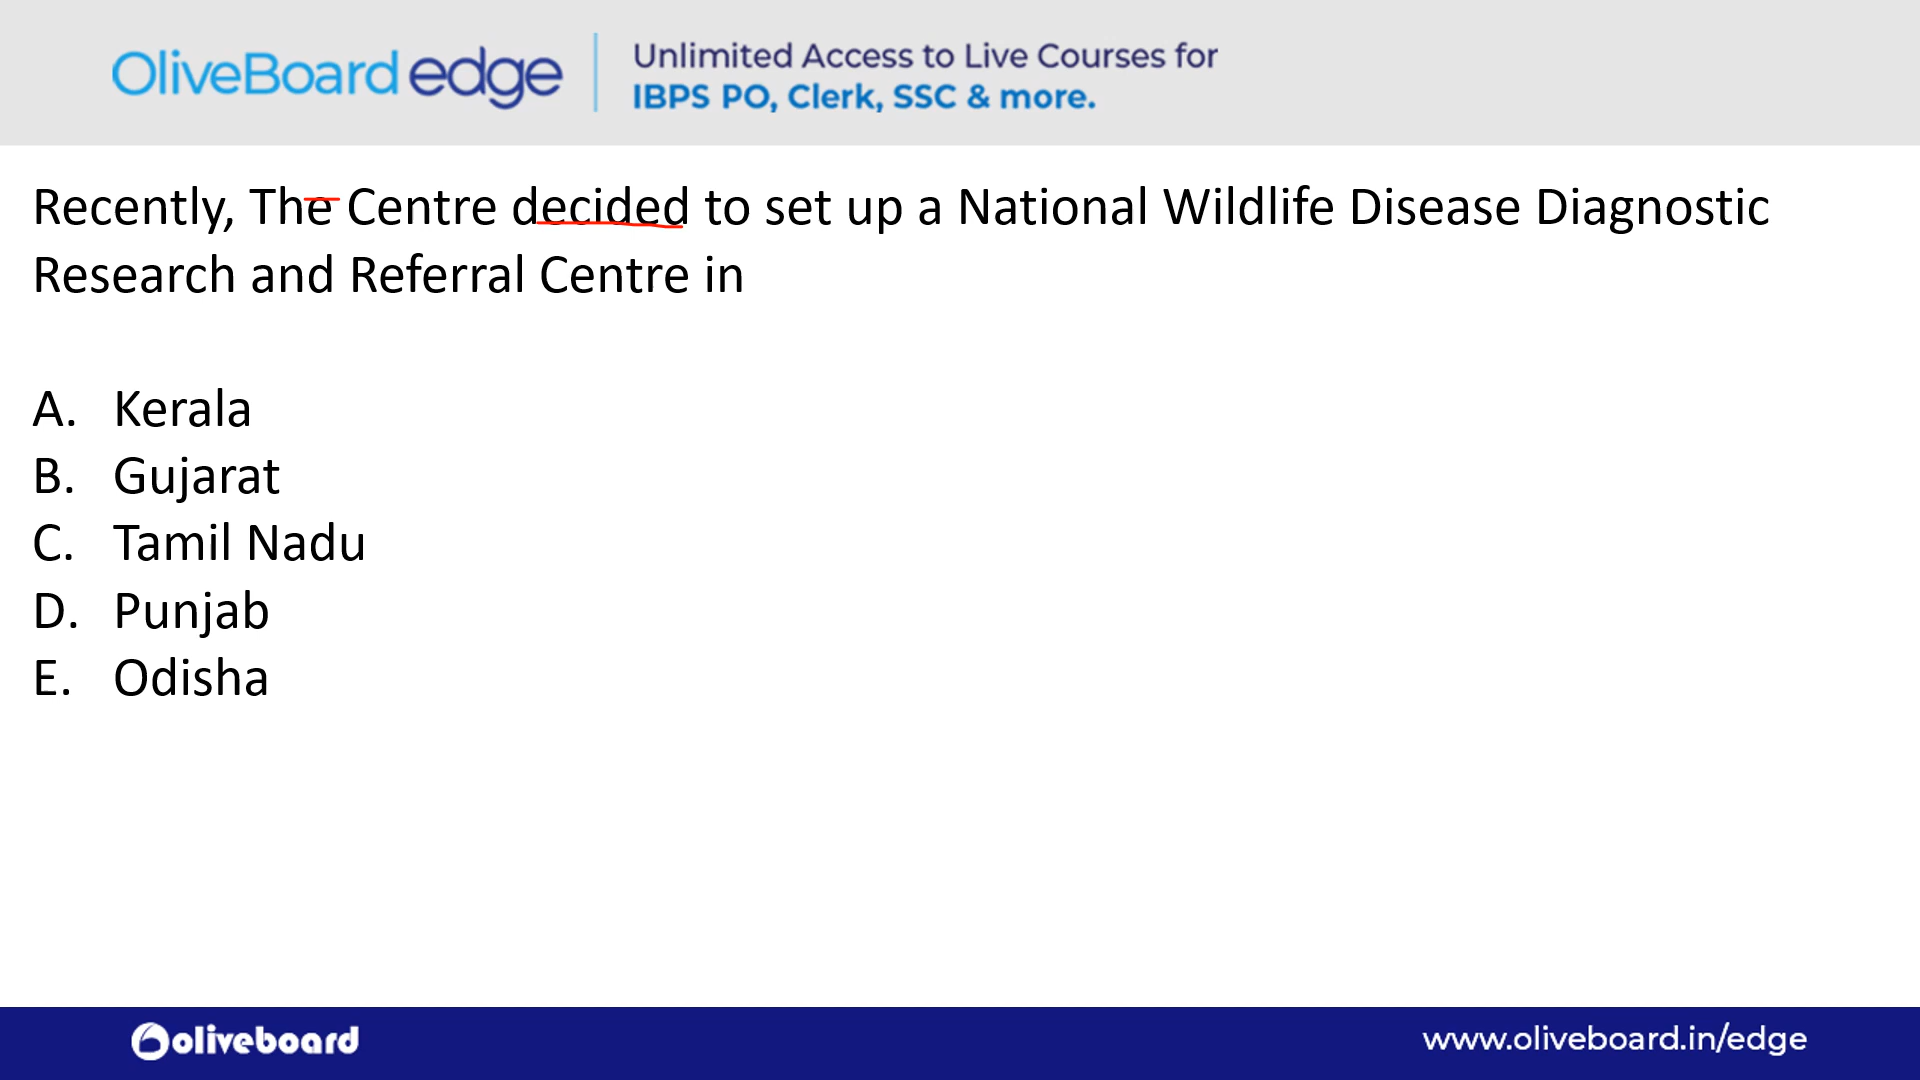 OliveBoard edge
Unlimited Access to Live Courses for
IBPS PO, Clerk, SSC & more.
Recently, The Centre decided to set up a National Wildlife Disease Diagnostic
Research and Referral Centre in
A. Kerala
B. Gujarat
C. Tamil Nadu
D. Punjab
E. Odisha
oliveboard
www.oliveboard.in/edge